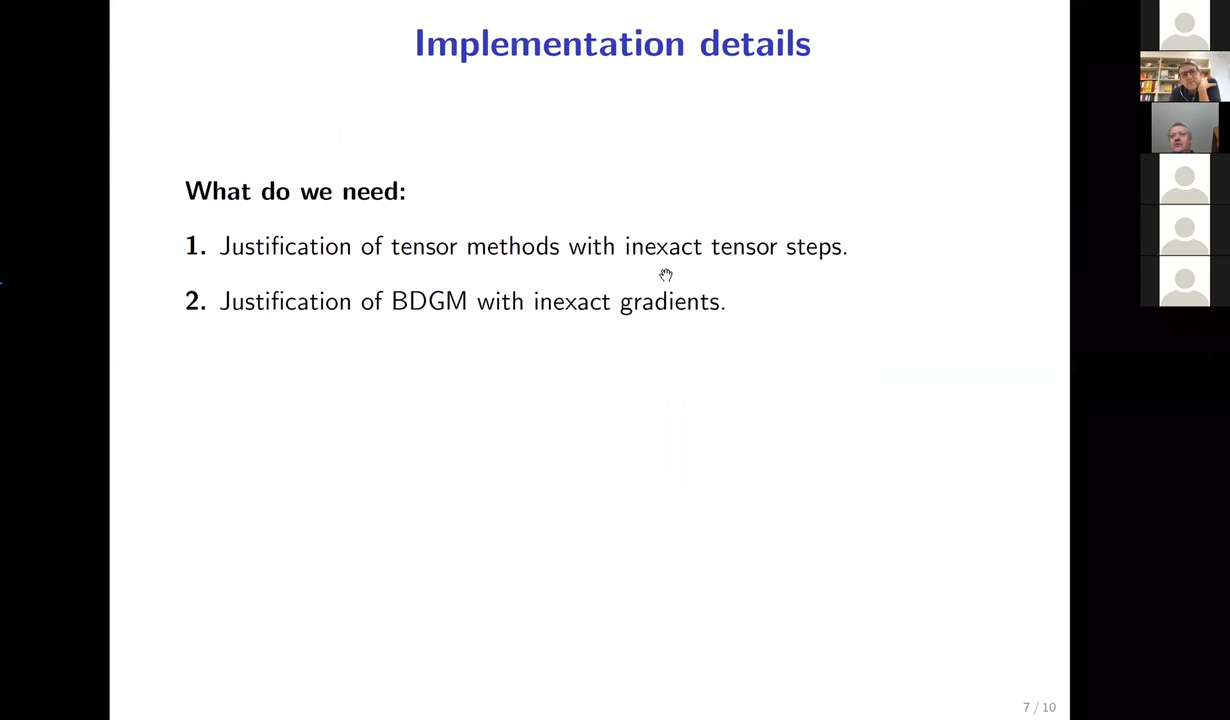 Implementation details
What do we need:
1. Justification of tensor methods with inexact tensor steps.
2. Justification of BDGM with inexact gradients.
7 / 10